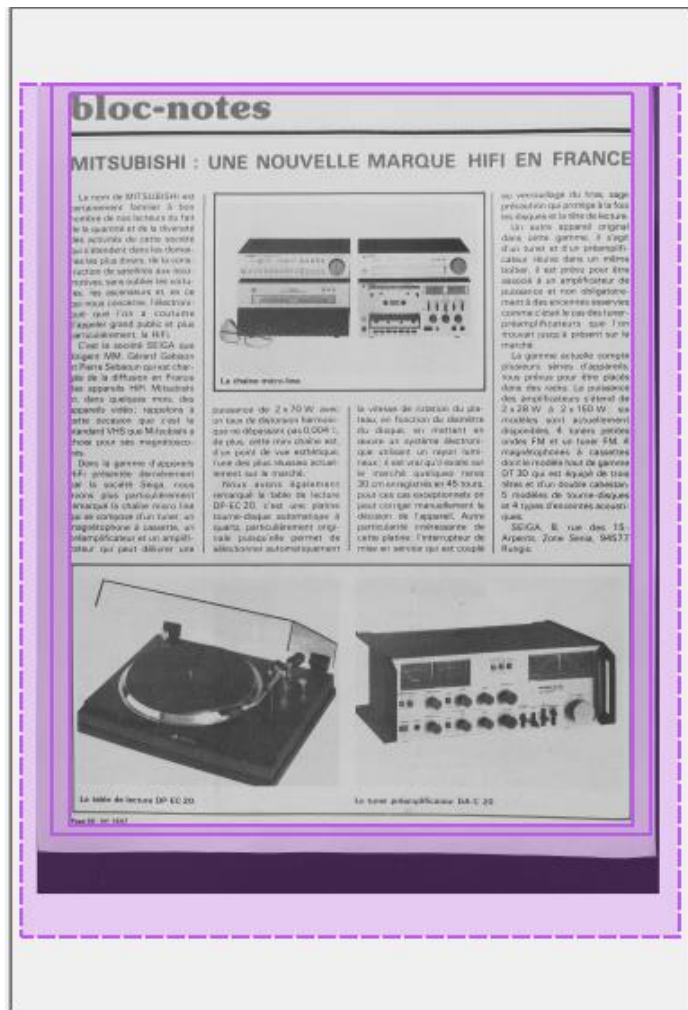 bloc-notes
MITSUBISHI : UNE NOUVELLE MARQUE HIFI EN FRANCE
Le nom de MITSUBISHI est
certainement familier à bon
nombre de nos lecteurs du fait
de la quantité et de la diversité
des activités de cette société
qui s'étendent dans les domai-
nes les plus divers, de la cons-
truction de satellites aux loco-
motives, sans oublier les voitu-
res, les ascenseurs et, en ce
qui nous concerne, l'électroni-
que que l'on a coutume
d'appeler grand public et plus
particulièrement, la HiFi.
C'est la société SEIGA que
dirigent MM. Gérard
et Pierre Sebaoun qui est char-
gée de la diffusion en France
des appareils HiFi Mitsubishi
et, dans quelques mois, des
appareils vidéo; rappelons à
cette occasion que c'est le
standard VHS que Mitsubishi a
choisi pour ses magnétosco-
pes.
Dans la gamme d'appareils
HiFi présentée dernièrement
par la société Seiga, nous
avons plus particulièrement
remarqué la chaîne micro line
qui se compose d'un tuner, un
magnétophone à cassette, un
préamplificateur et un amplifi-
cateur qui peut délivrer une
La chaîne micro-line
puissance de 2 x 70 W avec
un taux de distorsion harmoni-
que ne dépassant pas
de plus, cette mini chaîne est,
d'un point de vue esthétique,
l'une des plus réussies actuel-
lement sur le marché.
Nous avons également
remarqué la table de lecture
DP-EC 20, c'est une platine
tourne-disque automatique à
quartz, particulièrement origi-
nale puisqu'elle permet de
sélectionner automatiquement
la vitesse de rotation du pla-
teau, en fonction du diamètre
du disque, en mettant en
œuvre un système électroni-
que utilisant un rayon lumi-
neux; il est vrai qu'il existe sur
le marché quelques rares
30 cm enregistrés en 45 tours,
pour ces cas exceptionnels on
peut corriger manuellement la
décision de l'appareil. Autre
particularité intéressante de
cette platine, l'interrupteur de
mise en service qui est couplé
au verrouillage du bras, sage
précaution qui protège à la fois
les disques et la tête de lecture.
Un autre appareil original
dans cette gamme, il s'agit
d'un tuner et d'un préamplifi-
cateur réunis dans un même
boîtier, il est prévu pour être
associé à un amplificateur de
puissance et non obligatoire-
ment à des enceintes asservies
comme c'était le cas des tuner-
préamplificateurs que l'on
trouvait jusqu'à présent sur le
marché.
La gamme actuelle compte
plusieurs séries d'appareils,
tous prévus pour être placés
dans des racks. La puissance
des amplificateurs s'étend de
2 x 28 W à 2 x 150 W six
modèles sont actuellement
disponibles, 4 tuners petites
ondes FM et un tuner FM, 4
magnétophones à cassettes
dont le modèle haut de gamme
DT 30 qui est équipé de trois
têtes et d'un double cabestan,
5 modèles de tourne-disques
et 4 types d'enceintes acousti-
ques.
SEIGA, 8, rue des 15-
Arpents, Zone Senia, 94577
Rungis.
La table de lecture DP-EC 20.
Le tuner préamplificateur DA-C 20.